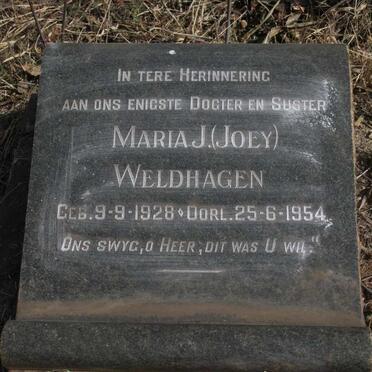 In tere Herinnering
aan ons enigste Dogter en Suster
Maria J. (Joey)
Weldhagen
Geb. 9-9-1928 • Oorl. 25-6-1954
„Ons swyg, o Heer, dit was U wil."